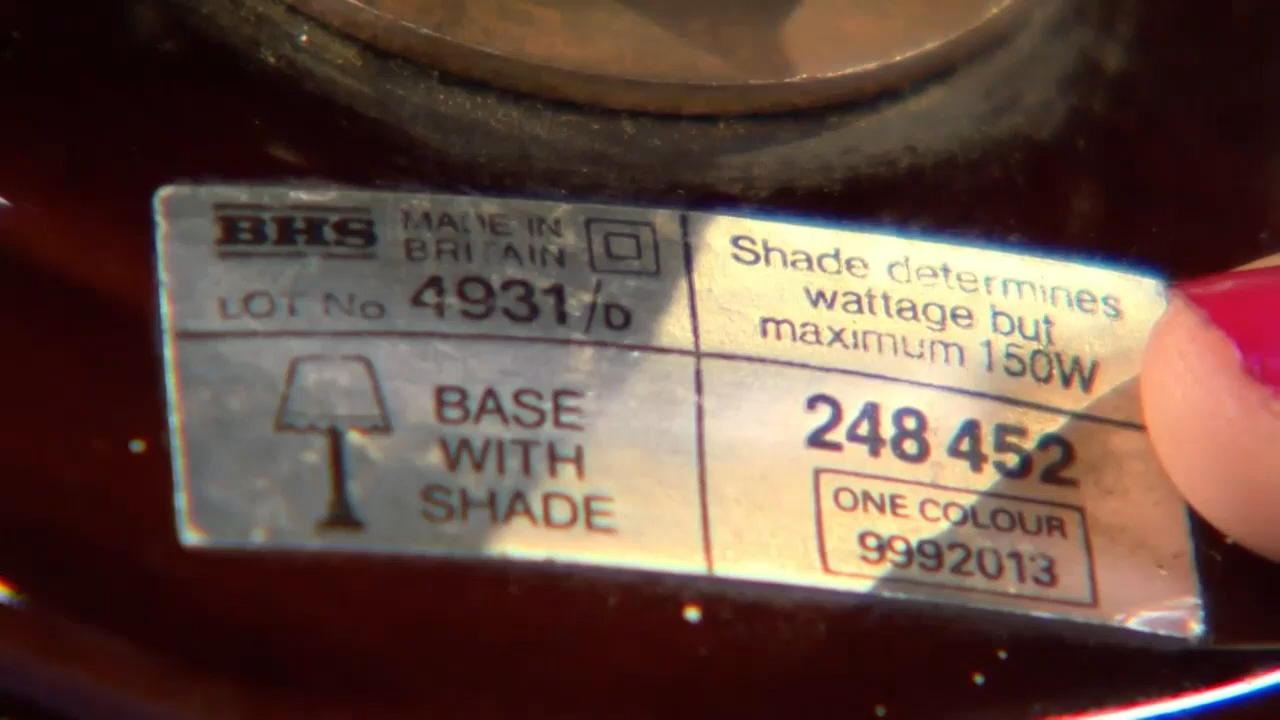 BHS MADE IN
BRITAIN
LOT No 4931/D
Shade determines
wattage but
maximum 150W
BASE
WITH
SHADE
248 452
ONE COLOUR
9992013